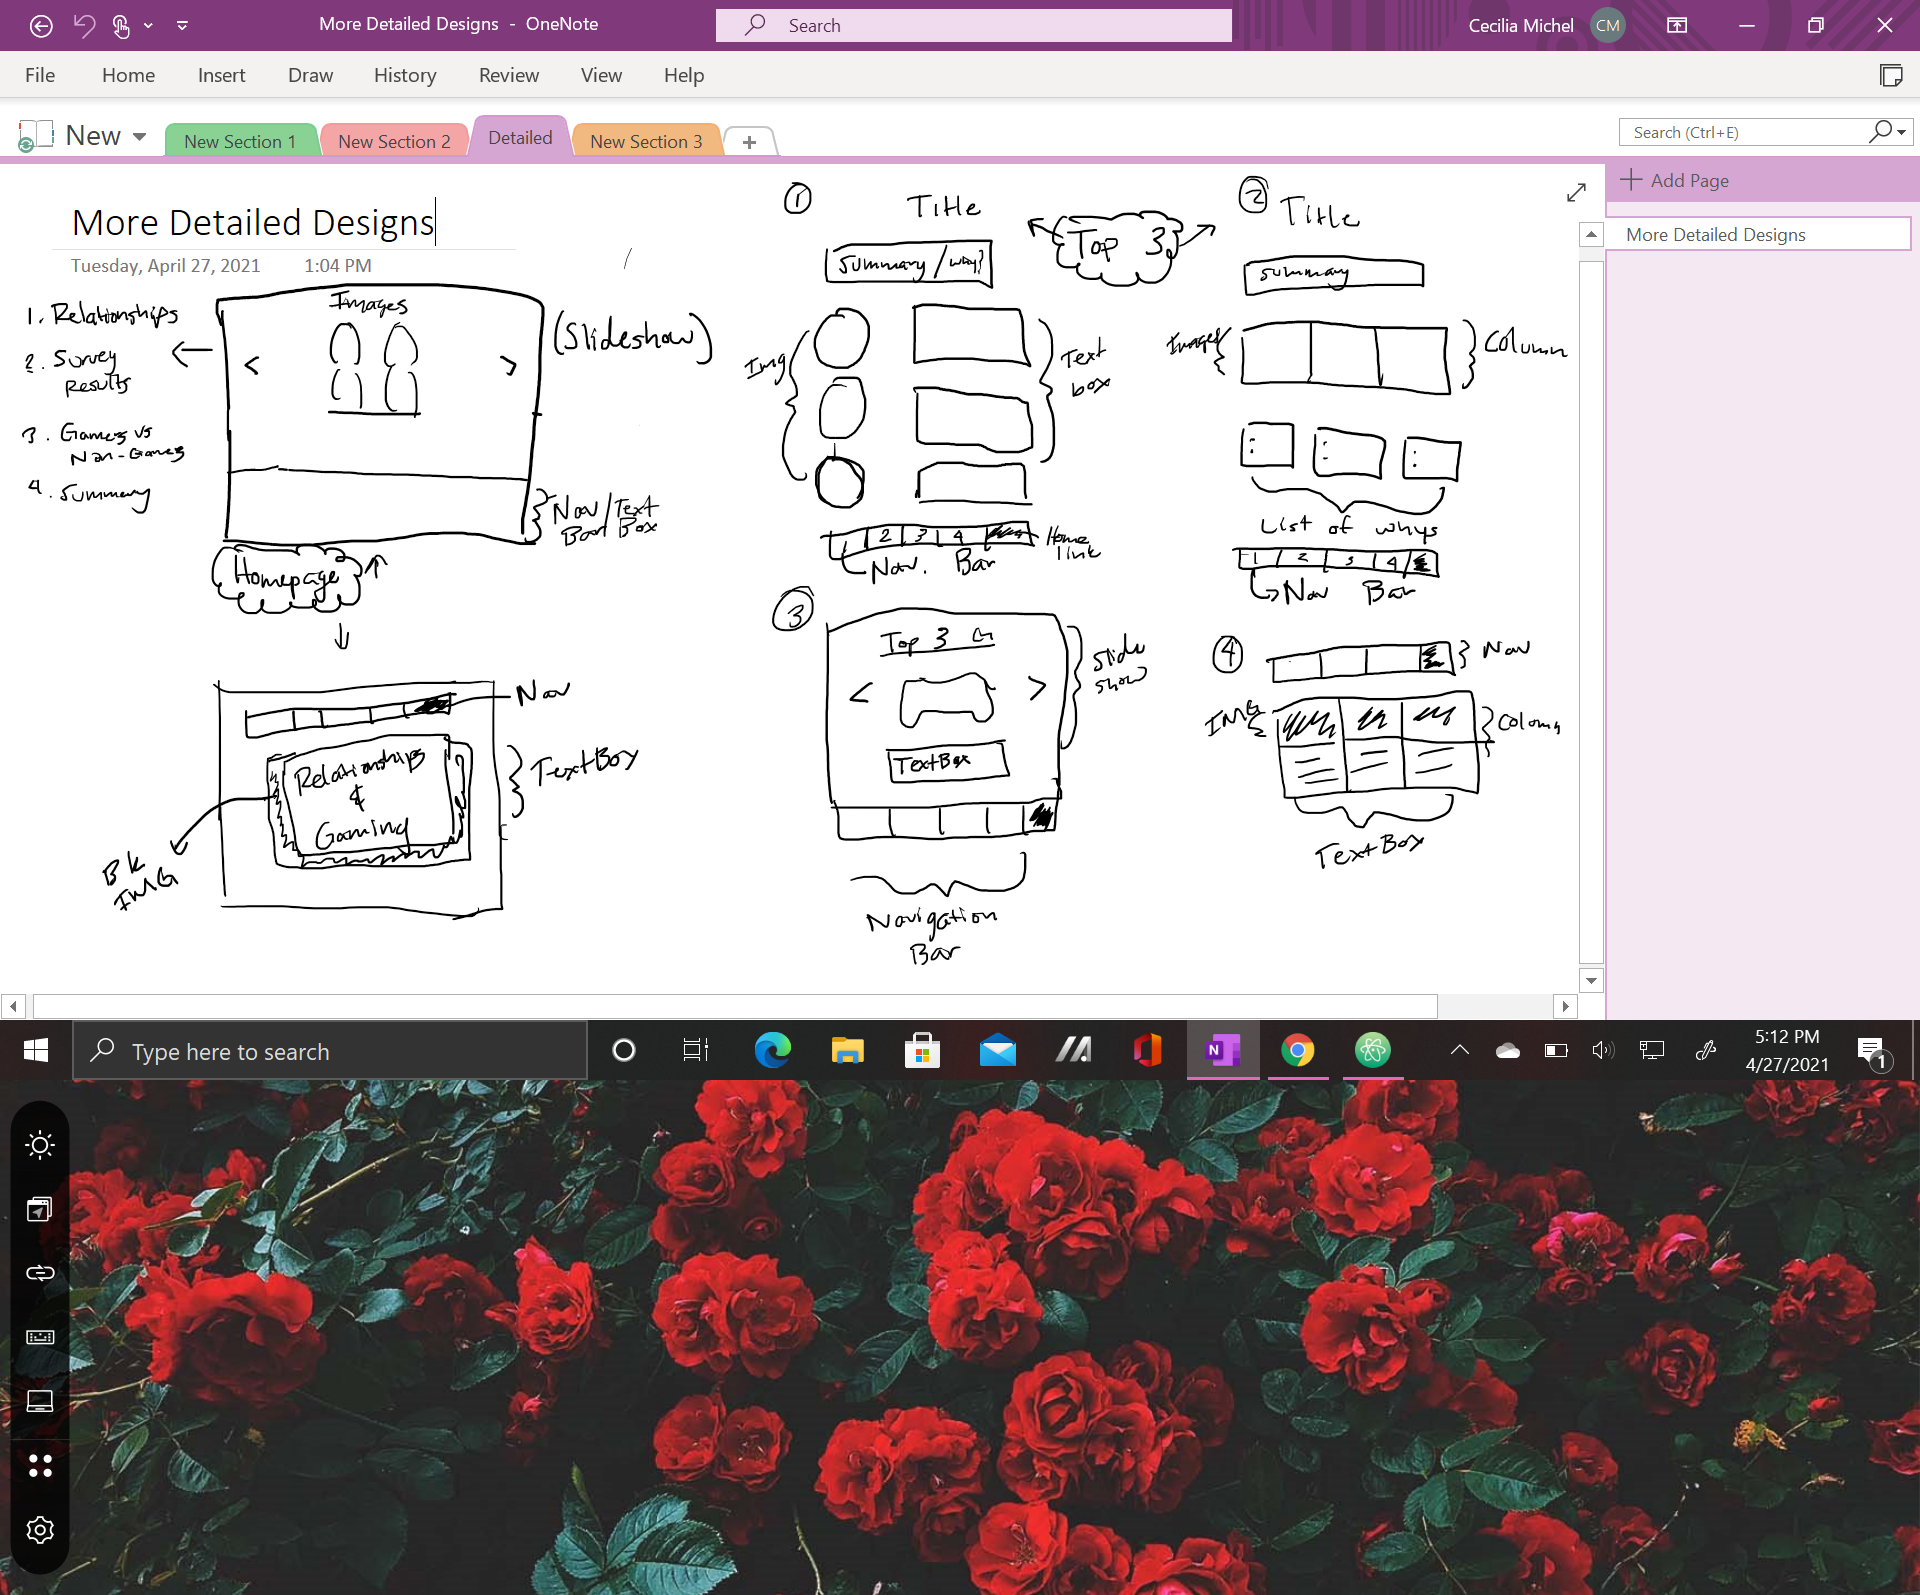 More Detailed Designs - OneNote
Search
Cecilia Michel
CM
File Home Insert Draw History Review View Help
New
New Section 1
New Section 2
Detailed
New Section 3
Search (Ctrl+E)
Add Page
More Detailed Designs
More Detailed Designs
Tuesday, April 27, 2021 1:04 PM
1. Relationships
2. Survey
Results
3. Games vs
Non-Games
4. Summary
Images
< >
(Slideshow)
Nav/Text
Bar Box
Homepage
Nav
Relationships
&
Gaming
TextBox
Bk
IMG
1
Title
Summary/why?
Top 3
Img
Text
box
1 2 3 4
Home
link
Nav. Bar
2
Title
Summary
Images
Column
List of whys
1 2 3 4
Nav Bar
3
Top 3 G
< >
TextBox
Slide
show
Navigation
Bar
4
Nav
IMG
Colomn
TextBox
Type here to search
N
5:12 PM
4/27/2021
1